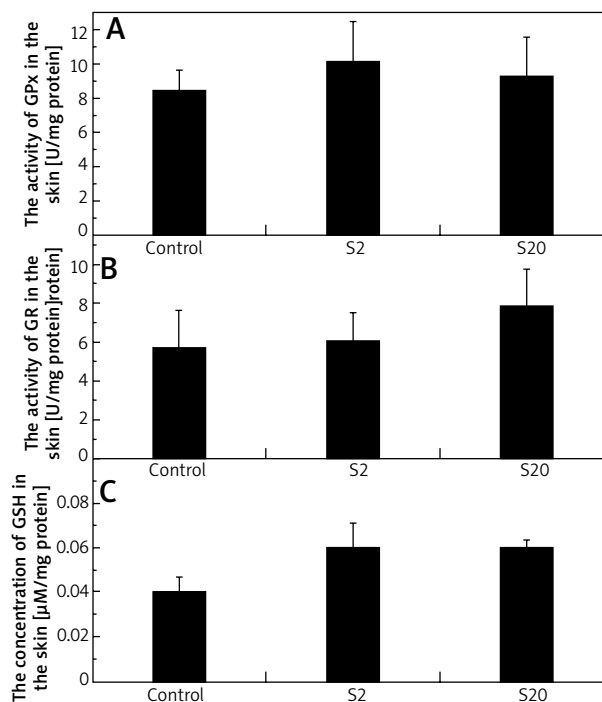 A
The activity of GPx in the
skin [U/mg protein]
12
10
8
6
4
2
0
Control S2 S20
B
The activity of GR in the
skin [U/mg protein]rotein]
10
8
6
4
2
0
Control S2 S20
C
The concentration of GSH in
the skin [μM/mg protein]
0.08
0.06
0.04
0.02
0
Control S2 S20